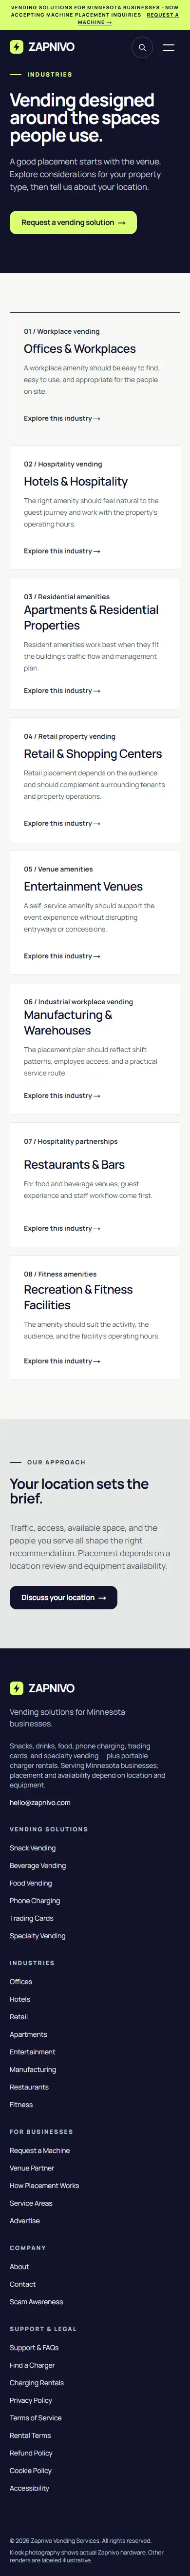 VENDING SOLUTIONS FOR MINNESOTA BUSINESSES · NOW
ACCEPTING MACHINE PLACEMENT INQUIRIES REQUEST A
MACHINE →
ZAPNIVO
INDUSTRIES
Vending designed
around the spaces
people use.
A good placement starts with the venue.
Explore considerations for your property
type, then tell us about your location.
Request a vending solution →
01 / Workplace vending
Offices & Workplaces
A workplace amenity should be easy to find,
easy to use, and appropriate for the people
on site.
Explore this industry →
02 / Hospitality vending
Hotels & Hospitality
The right amenity should feel natural to the
guest journey and work with the property's
operating hours.
Explore this industry →
03 / Residential amenities
Apartments & Residential
Properties
Resident amenities work best when they fit
the building's traffic flow and management
plan.
Explore this industry →
04 / Retail property vending
Retail & Shopping Centers
Retail placement depends on the audience
and should complement surrounding tenants
and property operations.
Explore this industry →
05 / Venue amenities
Entertainment Venues
A self-service amenity should support the
event experience without disrupting
entryways or concessions.
Explore this industry →
06 / Industrial workplace vending
Manufacturing &
Warehouses
The placement plan should reflect shift
patterns, employee access, and a practical
service route.
Explore this industry →
07 / Hospitality partnerships
Restaurants & Bars
For food and beverage venues, guest
experience and staff workflow come first.
Explore this industry →
08 / Fitness amenities
Recreation & Fitness
Facilities
The amenity should suit the activity, the
audience, and the facility's operating hours.
Explore this industry →
OUR APPROACH
Your location sets the
brief.
Traffic, access, available space, and the
people you serve all shape the right
recommendation. Placement depends on a
location review and equipment availability.
Discuss your location →
ZAPNIVO
Vending solutions for Minnesota
businesses.
Snacks, drinks, food, phone charging, trading
cards, and specialty vending — plus portable
charger rentals. Serving Minnesota businesses;
placement and availability depend on location and
equipment.
hello@zapnivo.com
VENDING SOLUTIONS
Snack Vending
Beverage Vending
Food Vending
Phone Charging
Trading Cards
Specialty Vending
INDUSTRIES
Offices
Hotels
Retail
Apartments
Entertainment
Manufacturing
Restaurants
Fitness
FOR BUSINESSES
Request a Machine
Venue Partner
How Placement Works
Service Areas
Advertise
COMPANY
About
Contact
Scam Awareness
SUPPORT & LEGAL
Support & FAQs
Find a Charger
Charging Rentals
Privacy Policy
Terms of Service
Rental Terms
Refund Policy
Cookie Policy
Accessibility
© 2026 Zapnivo Vending Services. All rights reserved.
Kiosk photography shows actual Zapnivo hardware. Other
renders are labeled illustrative.